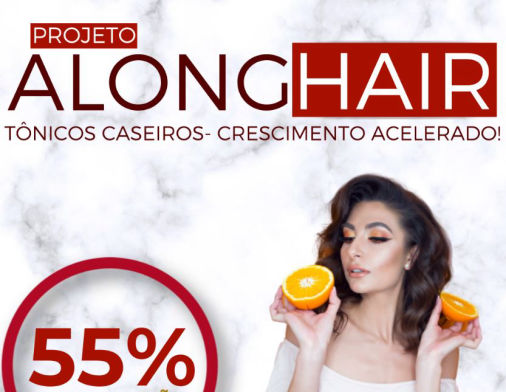 PROJETO
ALONGHAIR
TÔNICOS CASEIROS- CRESCIMENTO ACELERADO!
55%